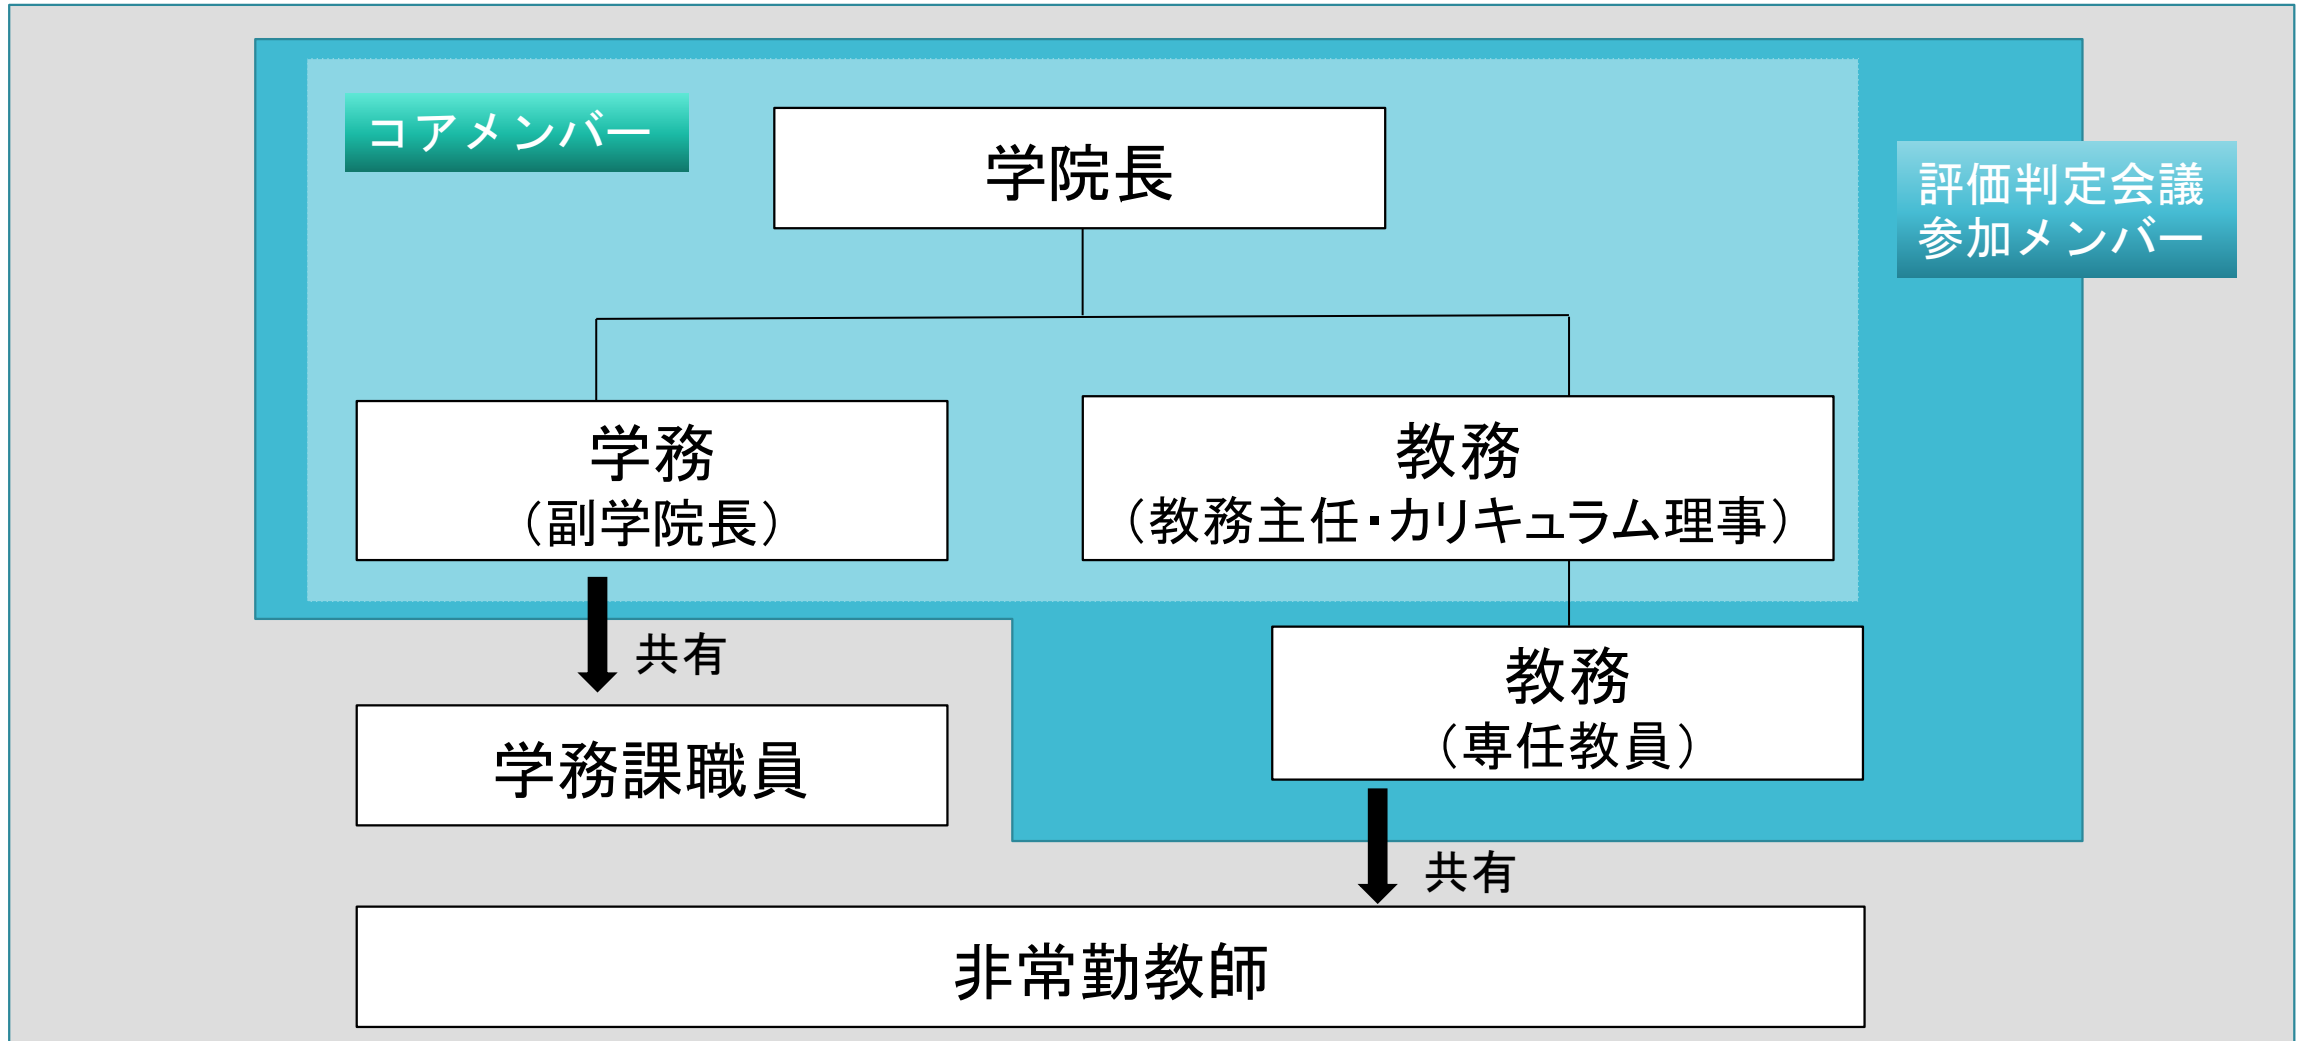 コアメンバー
学院長
評価判定会議
参加メンバー
学務
（副学院長）
教務
（教務主任・カリキュラム理事）
共有
教務
（専任教員）
学務課職員
共有
非常勤教師